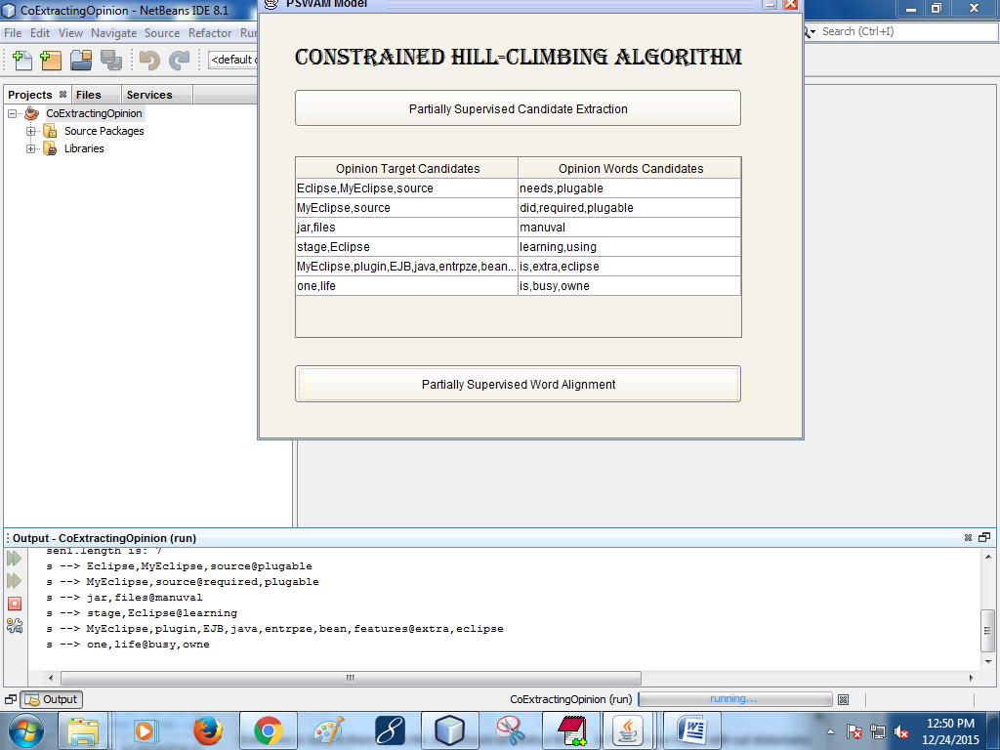 CoExtractingOpinion - NetBeans IDE 8.1
File Edit View Navigate Source Refactor Run
Search (Ctrl+I)
<default c
Projects Files Services
CoExtractingOpinion
Source Packages
Libraries
PSWAM Model
CONSTRAINED HILL-CLIMBING ALGORITHM
Partially Supervised Candidate Extraction
Opinion Target Candidates Opinion Words Candidates
Eclipse,MyEclipse,source needs,plugable
MyEclipse,source did,required,plugable
jar,files manuval
stage,Eclipse learning,using
MyEclipse,plugin,EJB,java,entrpze,bean... is,extra,eclipse
one,life is,busy,owne
Partially Supervised Word Alignment
Output - CoExtractingOpinion (run)
sen1.length is: 7
s --> Eclipse,MyEclipse,source@plugable
s --> MyEclipse,source@required,plugable
s --> jar,files@manuval
s --> stage,Eclipse@learning
s --> MyEclipse,plugin,EJB,java,entrpze,bean,features@extra,eclipse
s --> one,life@busy,owne
Output
CoExtractingOpinion (run) running...
12:50 PM
12/24/2015